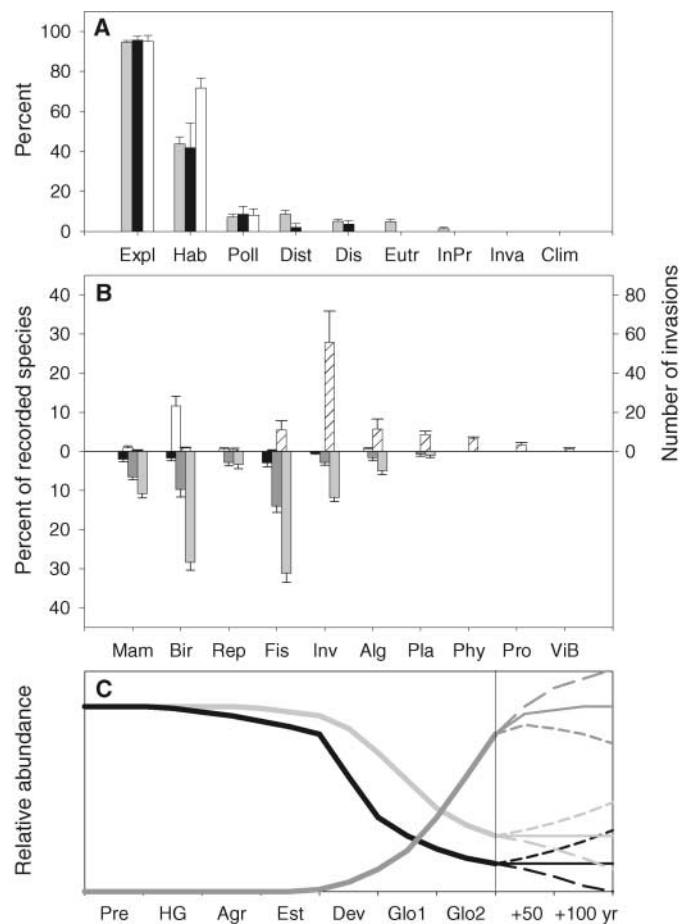 A
100
80
60
40
20
0
Percent
Expl Hab Poll Dist Dis Eutr InPr Inva Clim
B
40
30
20
10
0
10
20
30
40
Percent of recorded species
80
60
40
20
0
Number of invasions
Mam Bir Rep Fis Inv Alg Pla Phy Pro ViB
C
Relative abundance
Pre HG Agr Est Dev Glo1 Glo2 +50 +100 yr